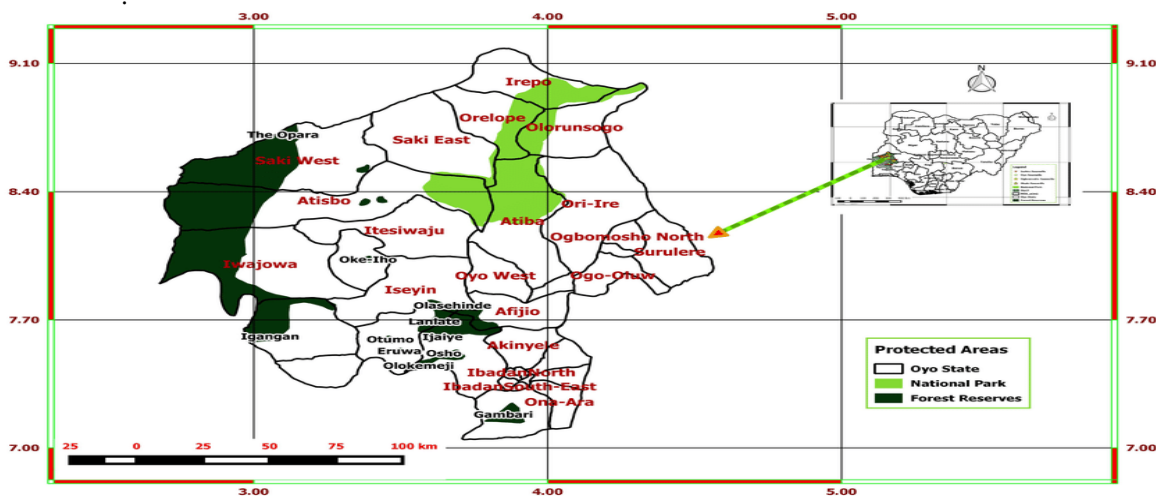 3.00 4.00 5.00
9.10 9.10
N
Irepo
Orelope
Olorunsogo
The Opara
Saki East
Saki West
8.40 8.40
Atisbo
Ori-Ire
Atiba
Itesiwaju
Ogbomosho North
Surulere
Oke-Iho
Iwajowa
Oyo West
Ogo-Oluw
Iseyin
Olasehinde
Afijio
7.70 7.70
Lanlate
Igangan
Otumo
Ijaiye
Akinyele
Eruwa
Osho
Olokemeji
IbadanNorth
IbadanSouth-East
Ona-Ara
Gambari
Protected Areas
Oyo State
National Park
Forest Reserves
7.00 7.00
25 0 25 50 75 100 km
3.00 4.00 5.00